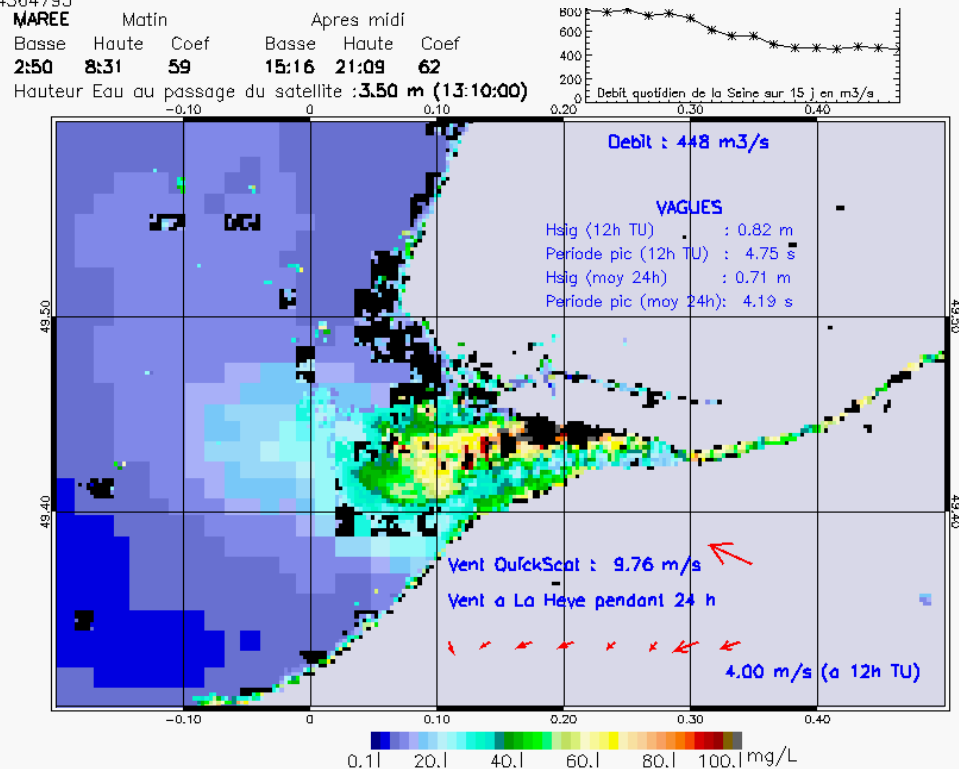 MAREE Matin Apres midi
Basse Haute Coef Basse Haute Coef
2:50 8:31 59 15:16 21:09 62
Hauteur Eau au passage du satellite :3.50 m (13:10:00)
800
600
400
200
0
Debit quotidien de la Seine sur 15 j en m3/s
-0.10 0 0.10 0.20 0.30 0.40
Debit : 448 m3/s
VAGUES
Hsig (12h TU) : 0.82 m
Periode pic (12h TU) : 4.75 s
Hsig (moy 24h) : 0.71 m
Periode pic (moy 24h): 4.19 s
49.50 49.50
49.40 49.40
Vent QuickScat : 9.76 m/s
Vent a La Heve pendant 24 h
4.00 m/s (a 12h TU)
-0.10 0 0.10 0.20 0.30 0.40
0.1 20. 40. 60. 80. 100. mg/L